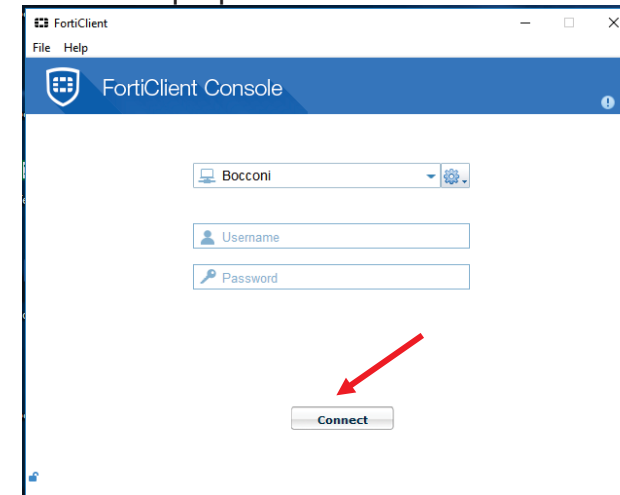 FortiClient
File Help
FortiClient Console
Bocconi
Username
Password
Connect